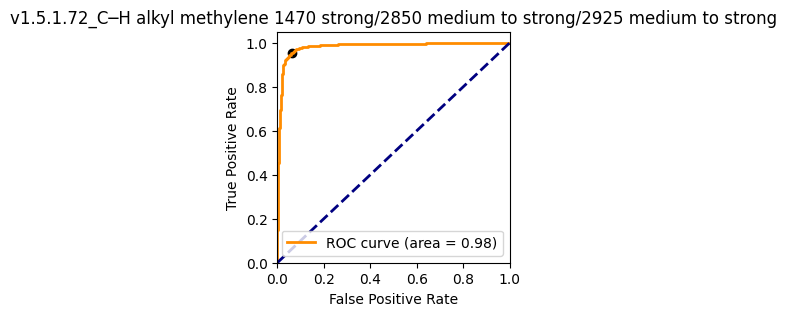 v1.5.1.72_C─H alkyl methylene 1470 strong/2850 medium to strong/2925 medium to strong
1.0
0.8
0.6
0.4
0.2
0.0
True Positive Rate
ROC curve (area = 0.98)
0.0 0.2 0.4 0.6 0.8 1.0
False Positive Rate